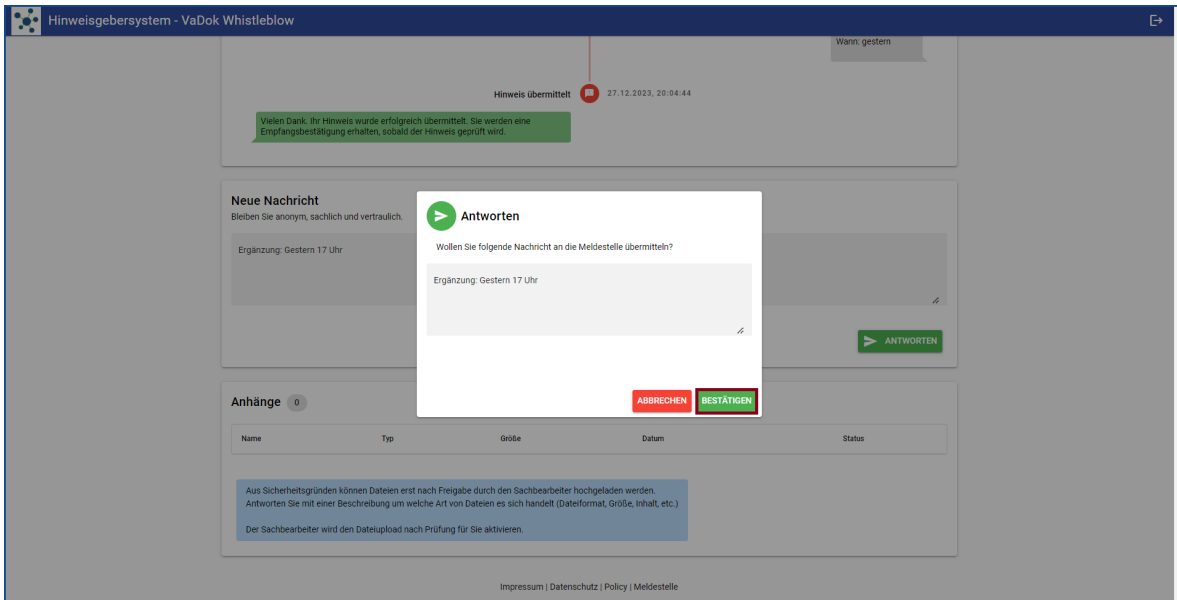 Hinweisgebersystem - VaDok Whistleblow
Wann: gestern
Hinweis übermittelt
27.12.2023, 20:04:44
Vielen Dank. Ihr Hinweis wurde erfolgreich übermittelt. Sie werden eine
Empfangsbestätigung erhalten, sobald der Hinweis geprüft wird.
Neue Nachricht
Bleiben Sie anonym, sachlich und vertraulich.
Ergänzung: Gestern 17 Uhr
ANTWORTEN
Antworten
Wollen Sie folgende Nachricht an die Meldestelle übermitteln?
Ergänzung: Gestern 17 Uhr
ABBRECHEN BESTÄTIGEN
Anhänge 0
Name Typ Größe Datum Status
Aus Sicherheitsgründen können Dateien erst nach Freigabe durch den Sachbearbeiter hochgeladen werden.
Antworten Sie mit einer Beschreibung um welche Art von Dateien es sich handelt (Dateiformat, Größe, Inhalt, etc.)
Der Sachbearbeiter wird den Dateiupload nach Prüfung für Sie aktivieren.
Impressum | Datenschutz | Policy | Meldestelle